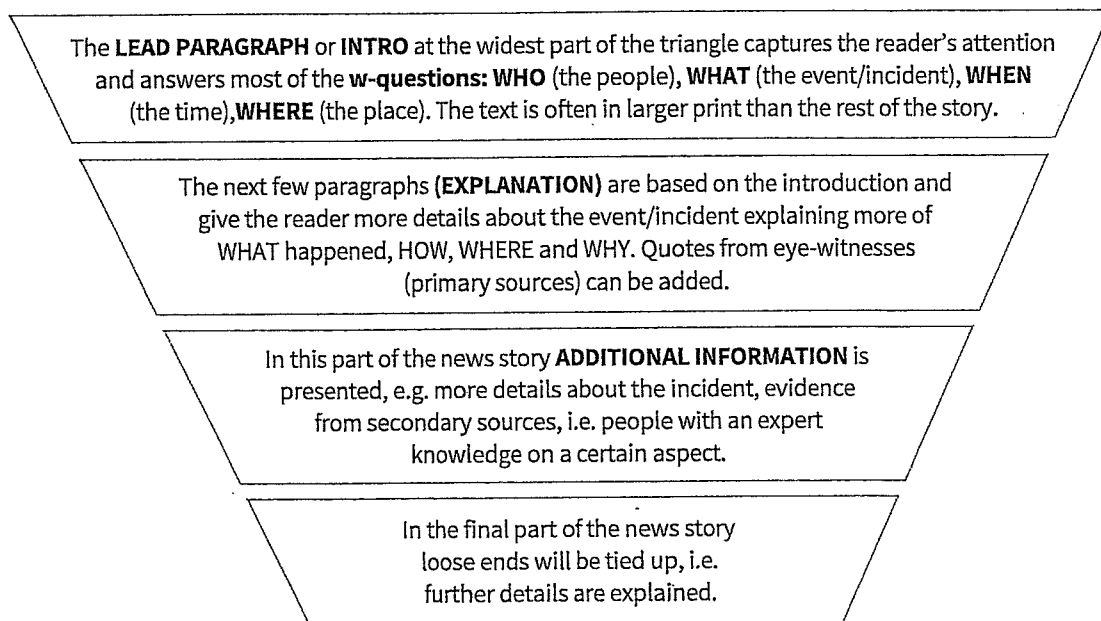 The LEAD PARAGRAPH or INTRO at the widest part of the triangle captures the reader's attention
and answers most of the w-questions: WHO (the people), WHAT (the event/incident), WHEN
(the time),WHERE (the place). The text is often in larger print than the rest of the story.
The next few paragraphs (EXPLANATION) are based on the introduction and
give the reader more details about the event/incident explaining more of
WHAT happened, HOW, WHERE and WHY. Quotes from eye-witnesses
(primary sources) can be added.
In this part of the news story ADDITIONAL INFORMATION is
presented, e.g. more details about the incident, evidence
from secondary sources, i.e. people with an expert
knowledge on a certain aspect.
In the final part of the news story
loose ends will be tied up, i.e.
further details are explained.